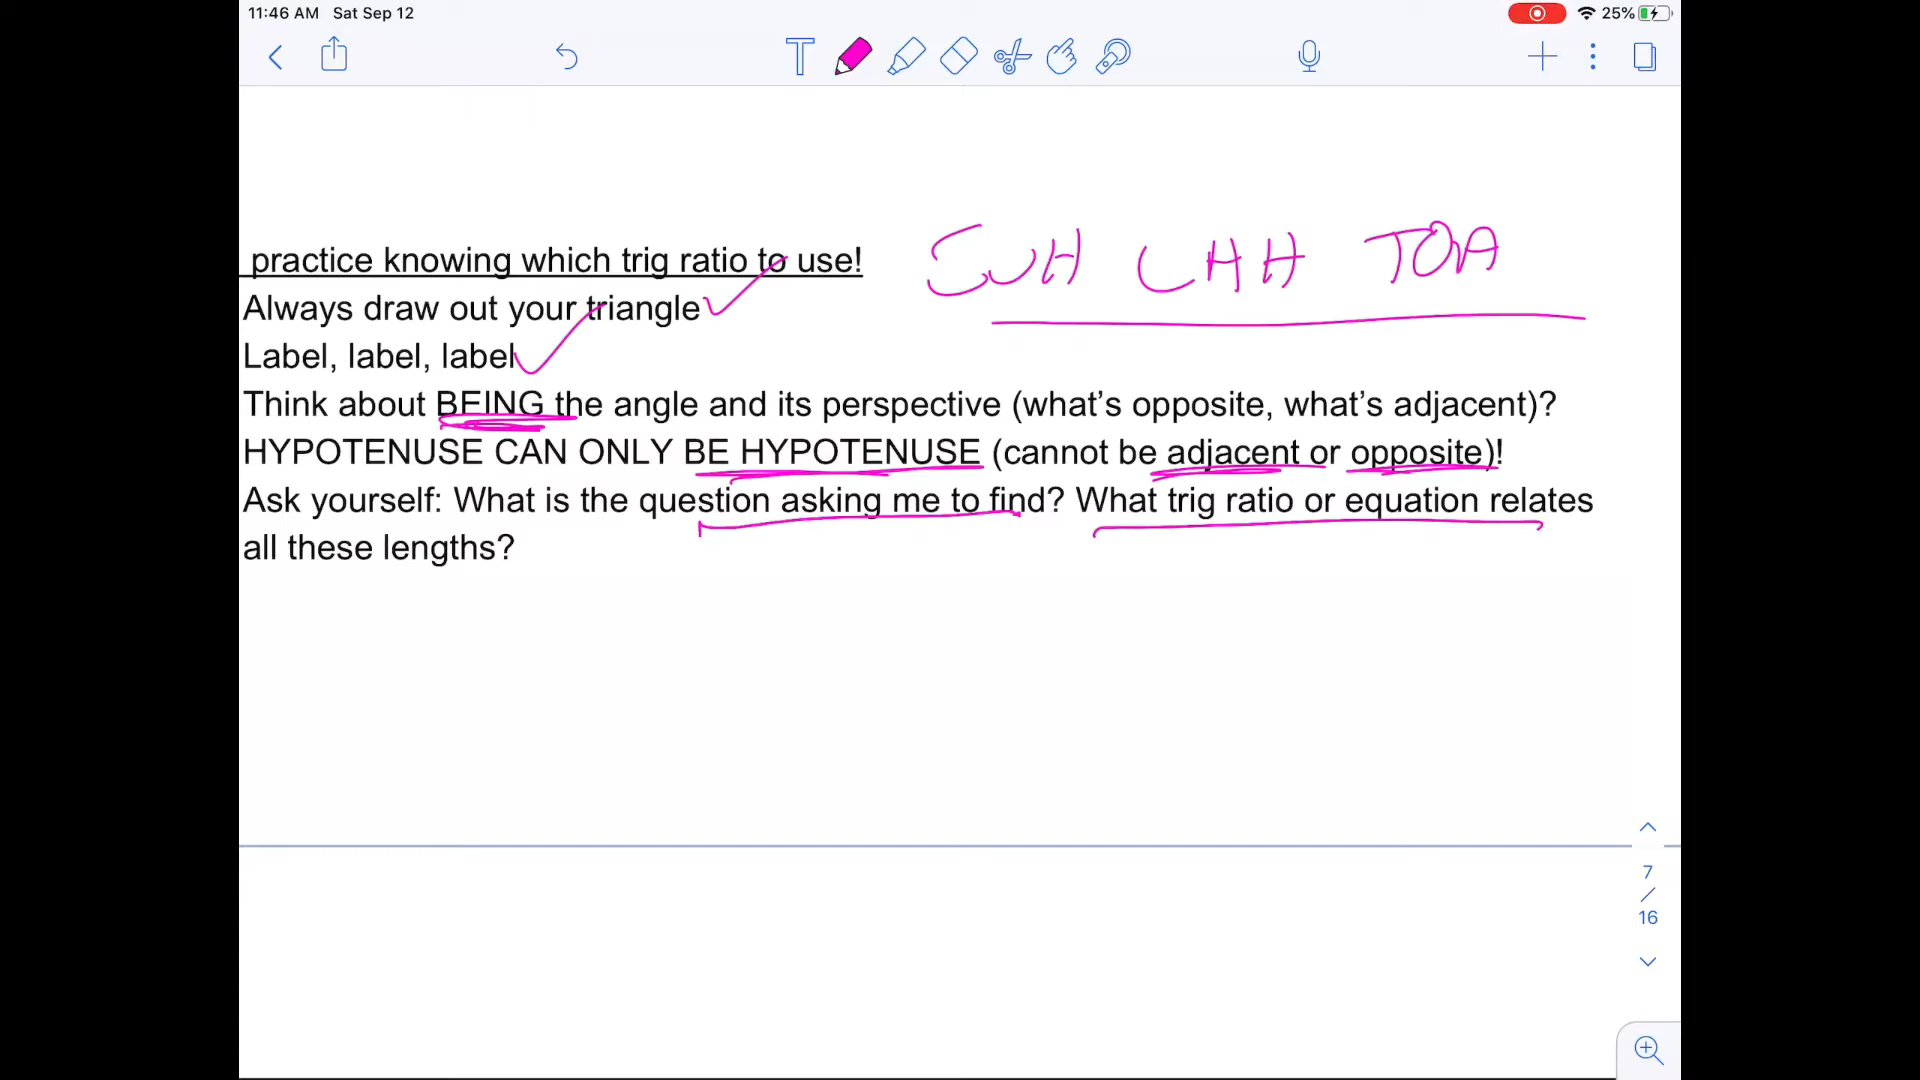 11:46 AM Sat Sep 12
25%
practice knowing which trig ratio to use!
SOH CAH TOA
Always draw out your triangle
Label, label, label
Think about BEING the angle and its perspective (what's opposite, what's adjacent)?
HYPOTENUSE CAN ONLY BE HYPOTENUSE (cannot be adjacent or opposite)!
Ask yourself: What is the question asking me to find? What trig ratio or equation relates
all these lengths?
7
/
16